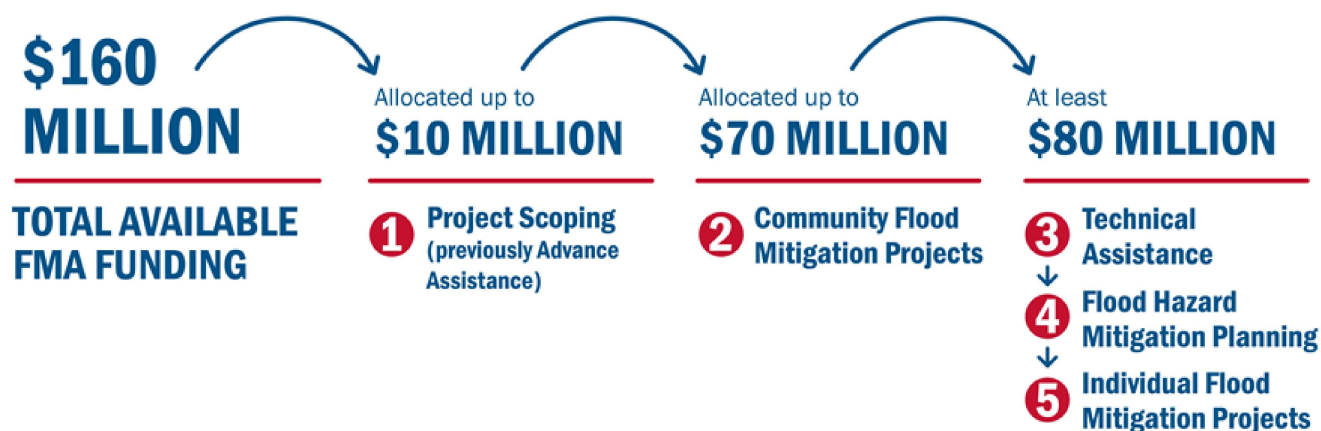 $160
MILLION
TOTAL AVAILABLE
FMA FUNDING
Allocated up to
$10 MILLION
1 Project Scoping
(previously Advance
Assistance)
Allocated up to
$70 MILLION
2 Community Flood
Mitigation Projects
At least
$80 MILLION
3 Technical
Assistance
4 Flood Hazard
Mitigation Planning
5 Individual Flood
Mitigation Projects